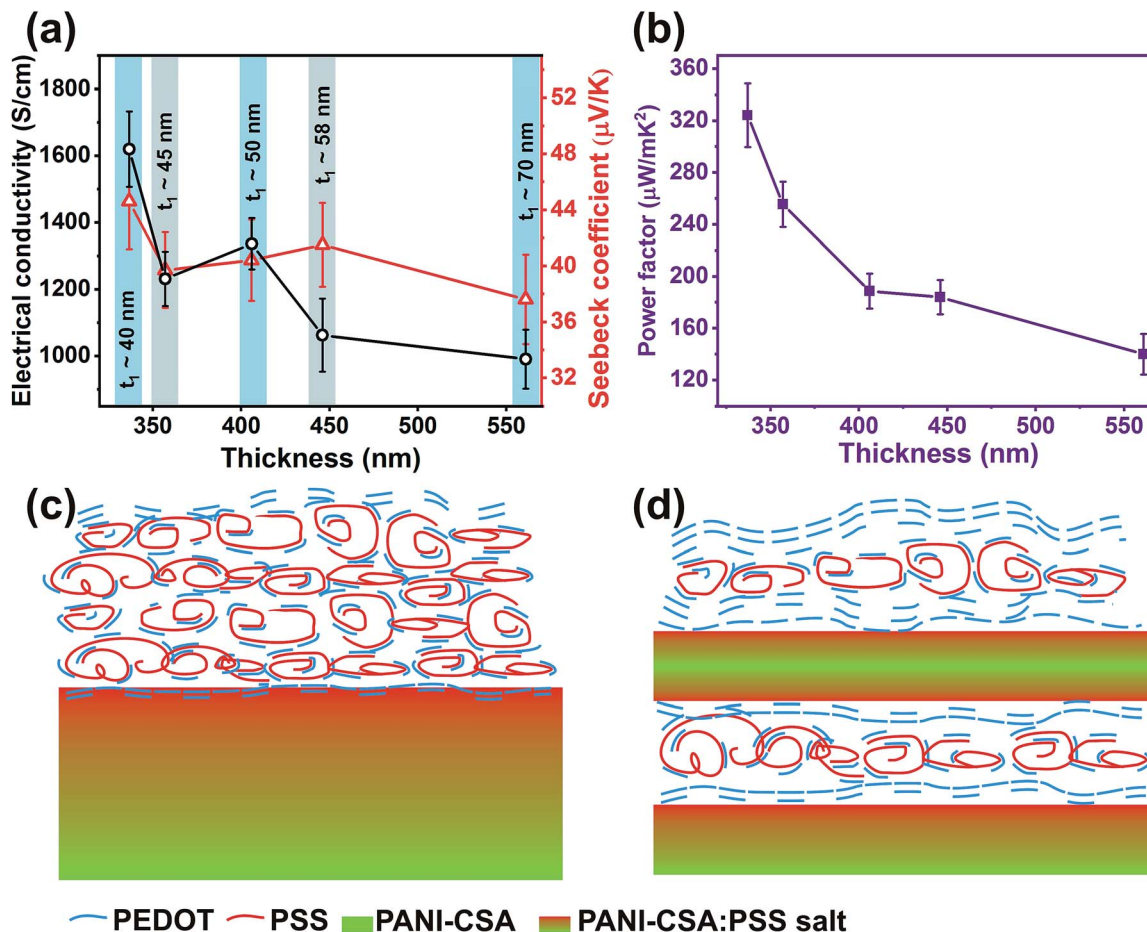 (a)
Electrical conductivity (S/cm)
1800
1600
1400
1200
1000
t₁ ~ 40 nm
t₁ ~ 45 nm
t₁ ~ 50 nm
t₁ ~ 58 nm
t₁ ~ 70 nm
52
48
44
40
36
32
Seebeck coefficient (μV/K)
350 400 450 500 550
Thickness (nm)
(b)
Power factor (μW/mK²)
360
320
280
240
200
160
120
350 400 450 500 550
Thickness (nm)
(c)
(d)
PEDOT PSS PANI-CSA PANI-CSA:PSS salt